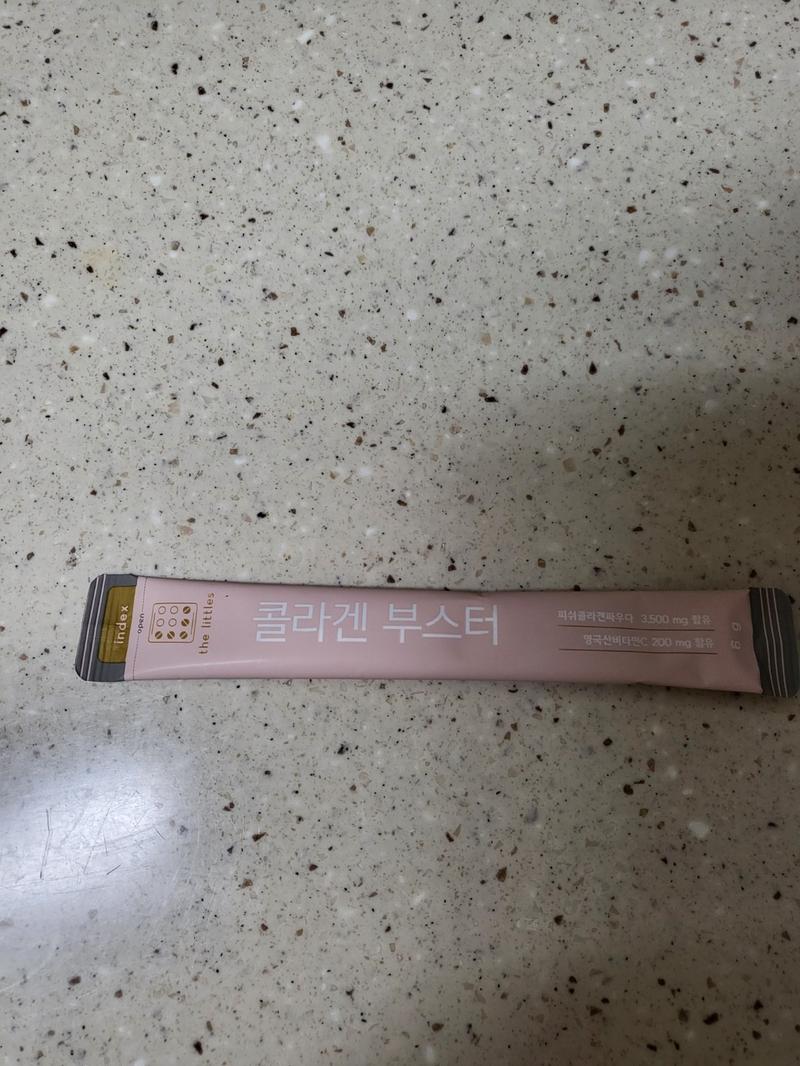 index
open
the littles
콜라겐 부스터
피쉬콜라겐파우더 3,500 mg 함유
영국산비타민C 200 mg 함유
6 g